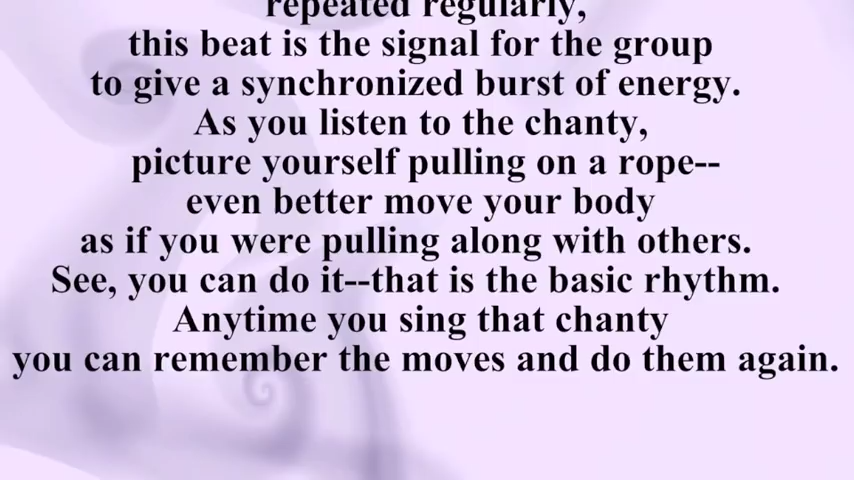 repeated regularly,
this beat is the signal for the group
to give a synchronized burst of energy.
As you listen to the chanty,
picture yourself pulling on a rope--
even better move your body
as if you were pulling along with others.
See, you can do it--that is the basic rhythm.
Anytime you sing that chanty
you can remember the moves and do them again.